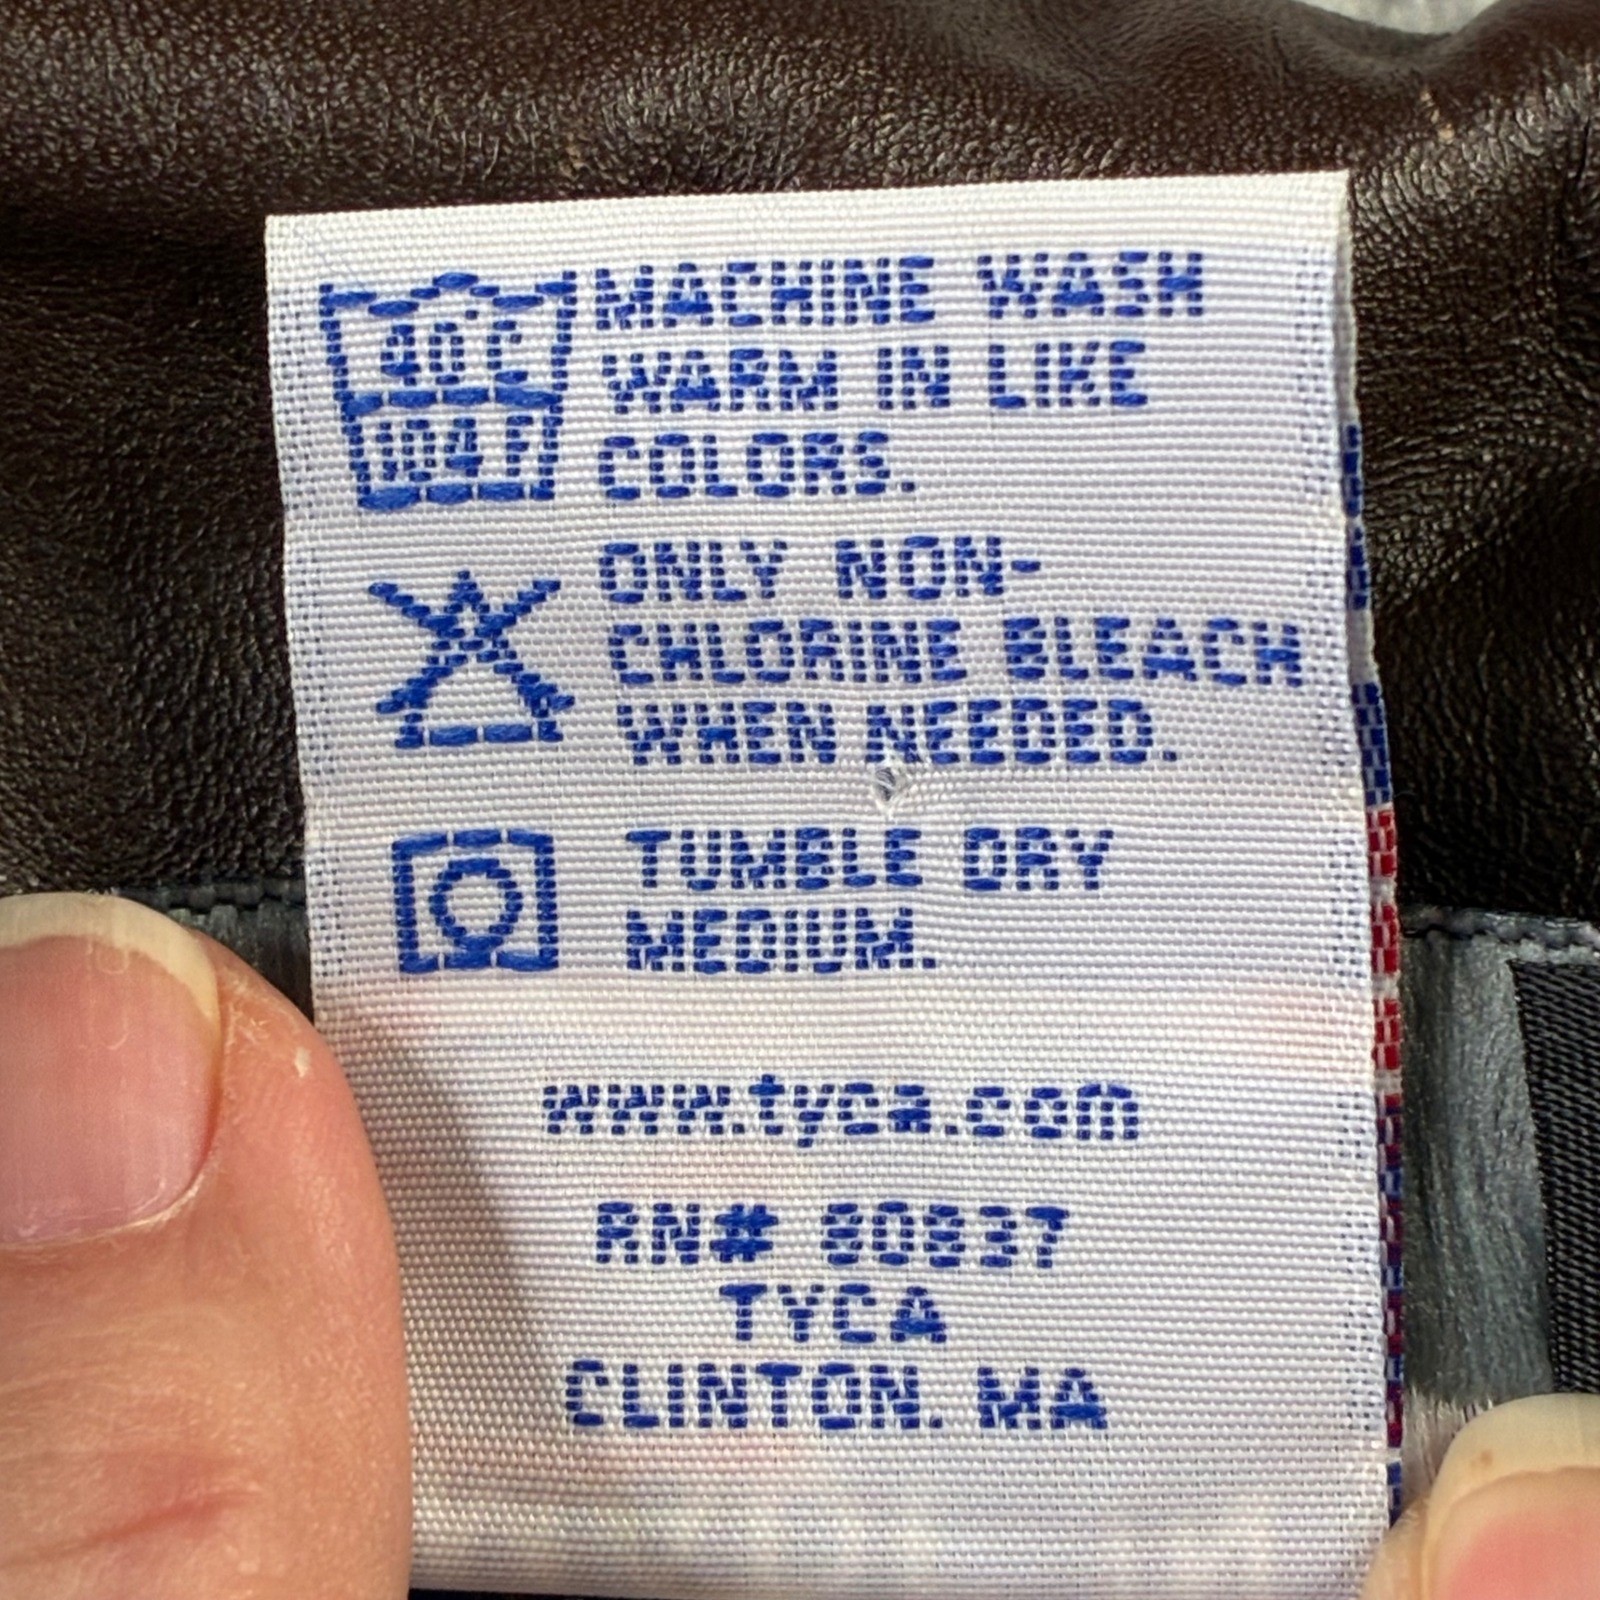 40°C
104°F
MACHINE WASH
WARM IN LIKE
COLORS.
ONLY NON-
CHLORINE BLEACH
WHEN NEEDED.
TUMBLE DRY
MEDIUM.
www.tyca.com
RN# 80837
TYCA
CLINTON, MA